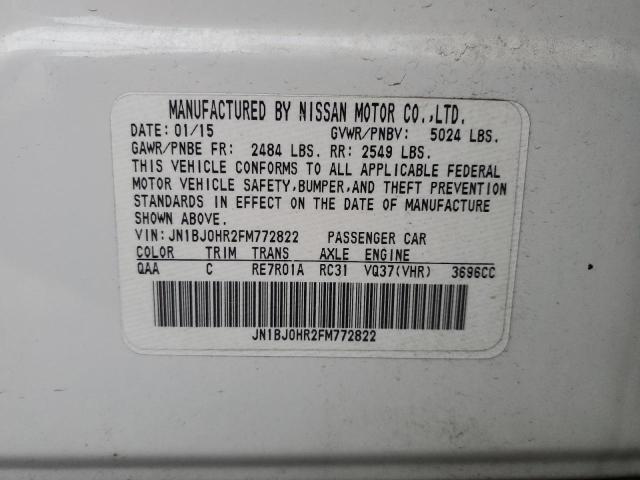 MANUFACTURED BY NISSAN MOTOR CO.,LTD.
DATE: 01/15 GVWR/PNBV: 5024 LBS.
GAWR/PNBE FR: 2484 LBS. RR: 2549 LBS.
THIS VEHICLE CONFORMS TO ALL APPLICABLE FEDERAL
MOTOR VEHICLE SAFETY,BUMPER,AND THEFT PREVENTION
STANDARDS IN EFFECT ON THE DATE OF MANUFACTURE
SHOWN ABOVE.
VIN:JN1BJ0HR2FM772822 PASSENGER CAR
COLOR TRIM TRANS AXLE ENGINE
QAA C RE7R01A RC31 VQ37(VHR) 3696CC
JN1BJ0HR2FM772822